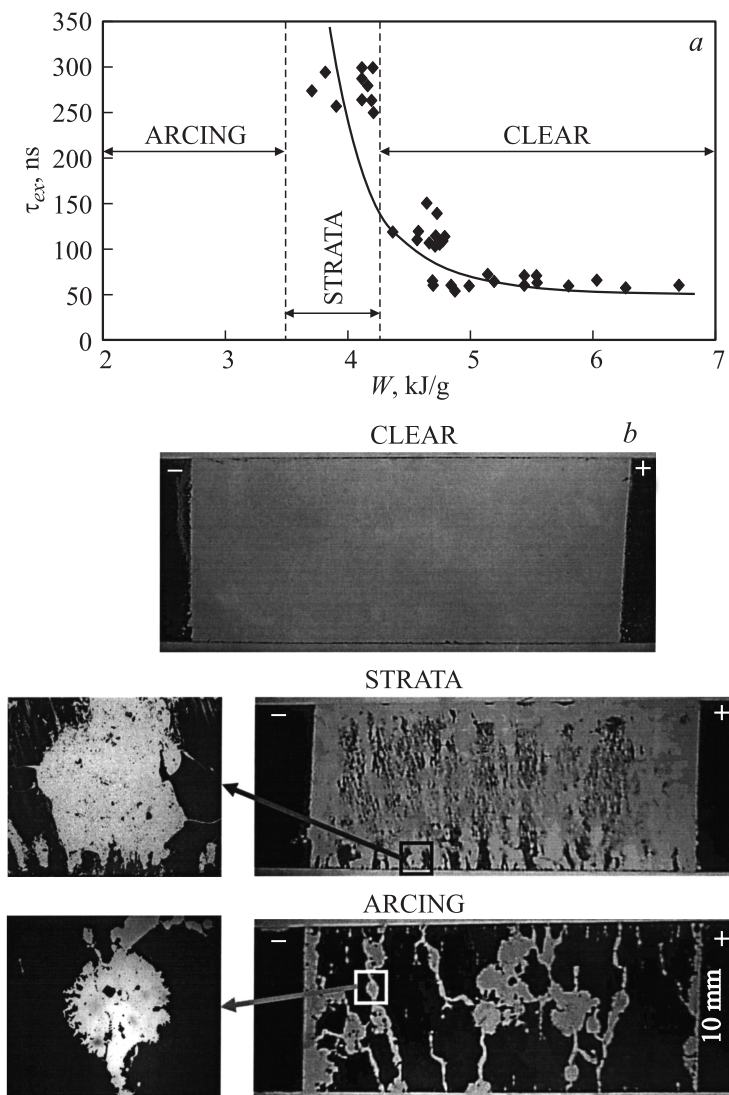 a
300
250
ARCING
CLEAR
200
τex, ns
150
STRATA
100
50
0
2
3
4
5
6
7
W, kJ/g
CLEAR
b
–
+
STRATA
–
+
ARCING
–
+
10 mm